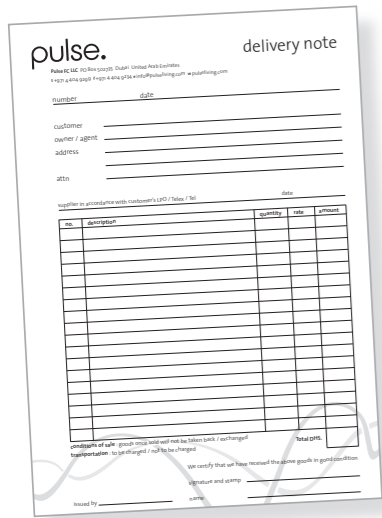 pulse.
delivery note
Pulse FC LLC PO Box 502725 Dubai United Arab Emirates
t +971 4 404 9290 f +971 4 404 9234 e info@pulseliving.com w pulseliving.com
number date
customer
owner / agent
address
attn
supplier in accordance with customer's LPO / Telex / Tel date
no. description quantity rate amount
conditions of sale : goods once sold will not be taken back / exchanged Total DHS.
transportation : to be charged / not to be charged
We certify that we have received the above goods in good condition
signature and stamp
issued by name